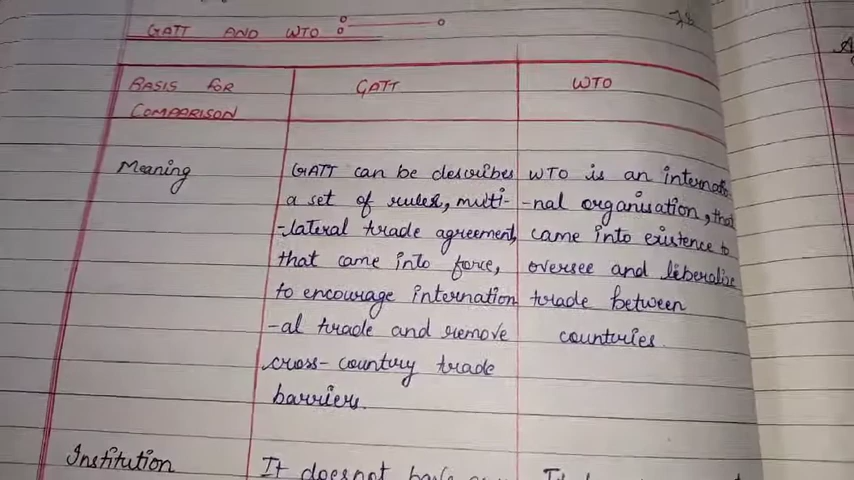 GATT AND WTO
BASIS FOR COMPARISON
GATT
WTO
Meaning
GATT can be describes
a set of rules, multi-
-lateral trade agreement,
that came into force,
to encourage internation
-al trade and remove
cross-country trade
barriers.
WTO is an internatio
-nal organisation, that
came into existence to
oversee and liberalize
trade between
countries.
Institution
It doesnot have